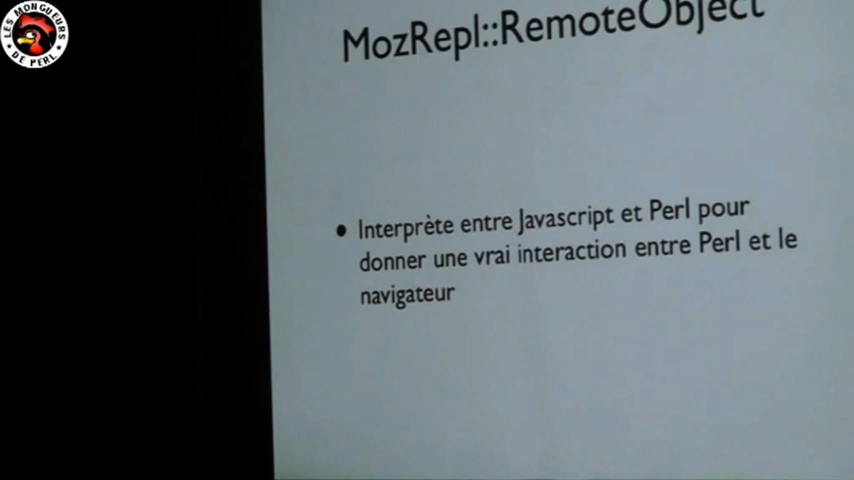 LES MONGUEURS
DE PERL
MozRepl::RemoteObject
• Interprète entre Javascript et Perl pour
donner une vrai interaction entre Perl et le
navigateur